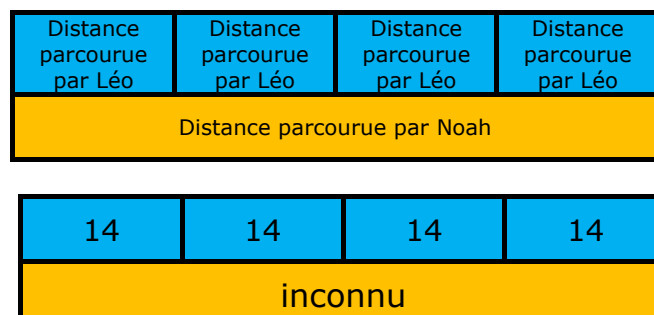 Distance Distance Distance Distance
parcourue parcourue parcourue parcourue
par Léo par Léo par Léo par Léo
Distance parcourue par Noah
14 14 14 14
inconnu